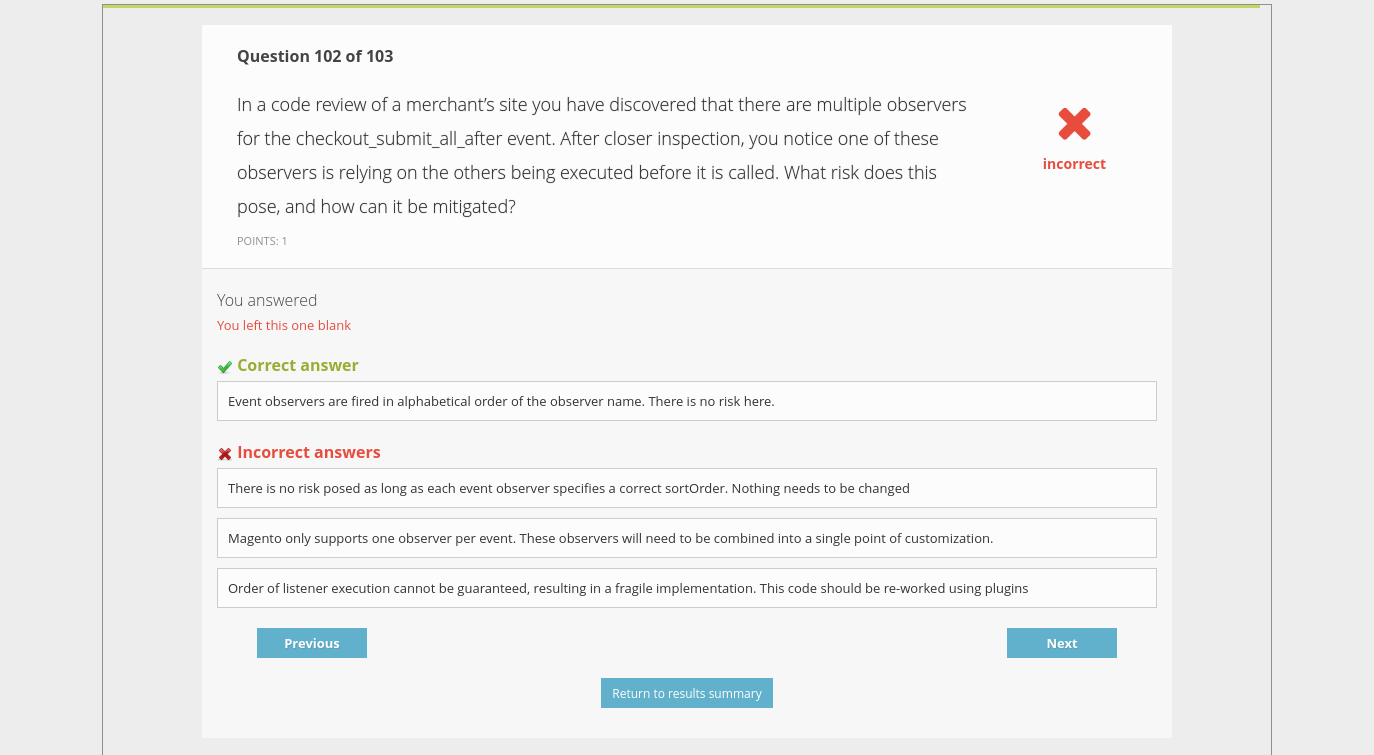 Question 102 of 103
In a code review of a merchant’s site you have discovered that there are multiple observers
for the checkout_submit_all_after event. After closer inspection, you notice one of these
observers is relying on the others being executed before it is called. What risk does this
pose, and how can it be mitigated?
POINTS: 1
incorrect
You answered
You left this one blank
Correct answer
Event observers are fired in alphabetical order of the observer name. There is no risk here.
Incorrect answers
There is no risk posed as long as each event observer specifies a correct sortOrder. Nothing needs to be changed
Magento only supports one observer per event. These observers will need to be combined into a single point of customization.
Order of listener execution cannot be guaranteed, resulting in a fragile implementation. This code should be re-worked using plugins
Previous
Next
Return to results summary